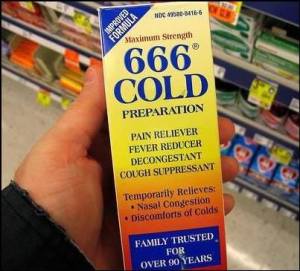 IMPROVED
FORMULA
NDC 49580-0416-6
Maximum Strength
666®
COLD
PREPARATION
PAIN RELIEVER
FEVER REDUCER
DECONGESTANT
COUGH SUPPRESSANT
Temporarily Relieves:
• Nasal Congestion
• Discomforts of Colds
FAMILY TRUSTED
FOR
OVER 90 YEARS